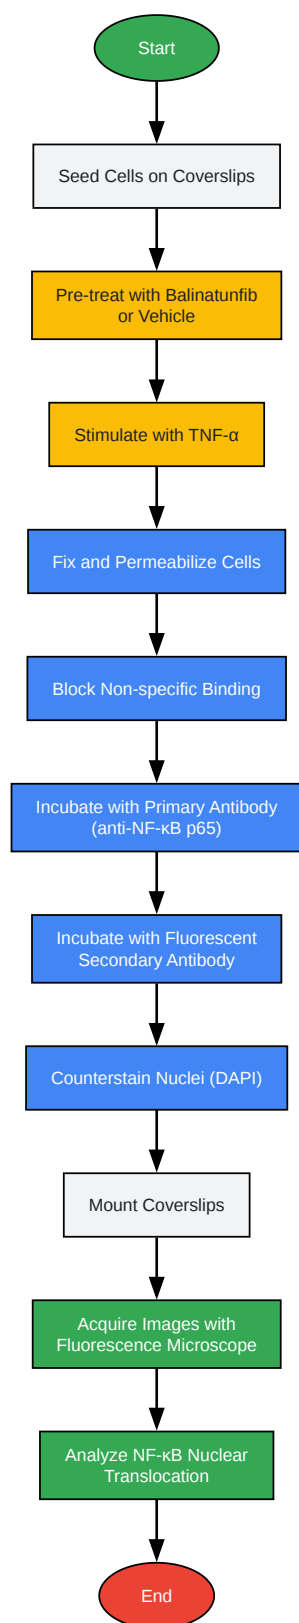 Start
Seed Cells on Coverslips
Pre-treat with Balinatunfib
or Vehicle
Stimulate with TNF-α
Fix and Permeabilize Cells
Block Non-specific Binding
Incubate with Primary Antibody
(anti-NF-κB p65)
Incubate with Fluorescent
Secondary Antibody
Counterstain Nuclei (DAPI)
Mount Coverslips
Acquire Images with
Fluorescence Microscope
Analyze NF-κB Nuclear
Translocation
End